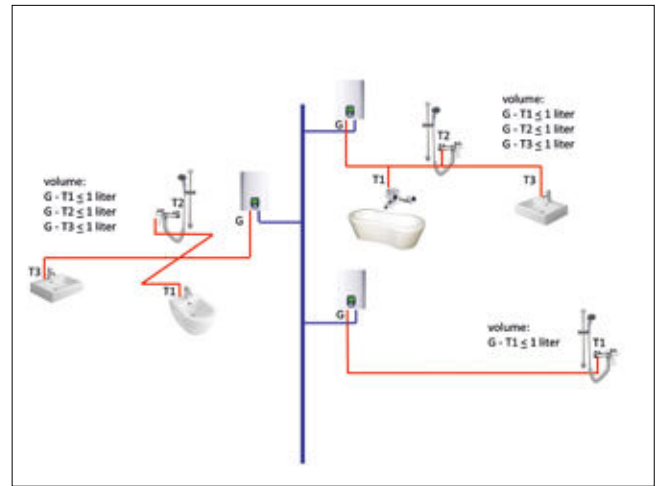 volume:
G - T1 ≤ 1 liter
G - T2 ≤ 1 liter
G - T3 ≤ 1 liter
G
T2
T3
T1
G
T2
T1
T3
volume:
G - T1 ≤ 1 liter
G - T2 ≤ 1 liter
G - T3 ≤ 1 liter
G
volume:
G - T1 ≤ 1 liter
T1